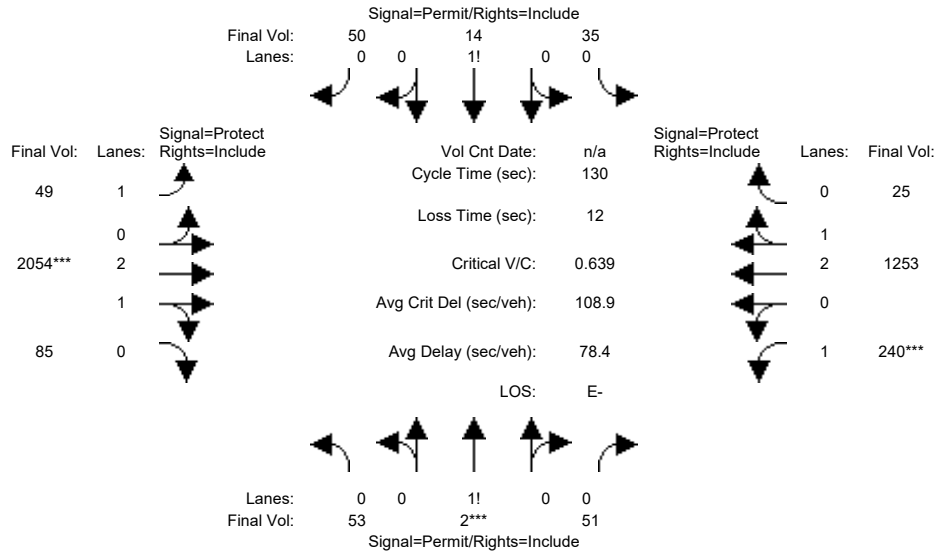 Signal=Permit/Rights=Include
Final Vol: 50 14 35
Lanes: 0 0 1! 0 0
Signal=Protect
Final Vol: Lanes: Rights=Include
Vol Cnt Date: n/a
Signal=Protect
Rights=Include Lanes: Final Vol:
Cycle Time (sec): 130
49 1
0 25
Loss Time (sec): 12
0
1
2054*** 2
Critical V/C: 0.639
2 1253
1
Avg Crit Del (sec/veh): 108.9
0
85 0
Avg Delay (sec/veh): 78.4
1 240***
LOS: E-
Lanes: 0 0 1! 0 0
Final Vol: 53 2*** 51
Signal=Permit/Rights=Include